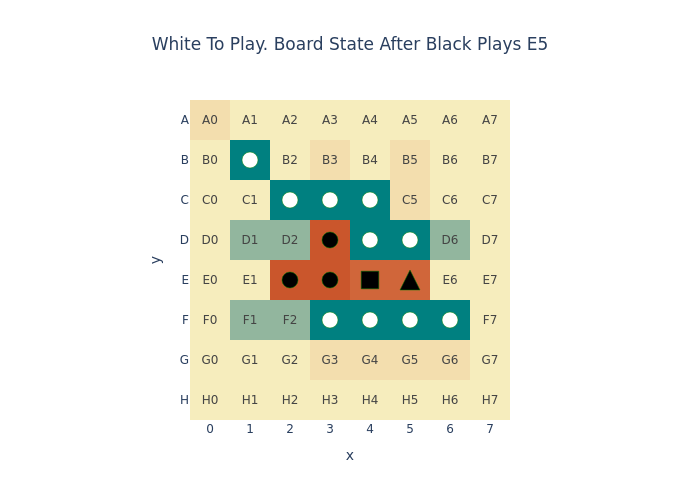 White To Play. Board State After Black Plays E5
A A0 A1 A2 A3 A4 A5 A6 A7
B B0 B2 B3 B4 B5 B6 B7
C C0 C1 C5 C6 C7
D D0 D1 D2 D6 D7
E E0 E1 E6 E7
F F0 F1 F2 F7
G G0 G1 G2 G3 G4 G5 G6 G7
H H0 H1 H2 H3 H4 H5 H6 H7
0 1 2 3 4 5 6 7
x
y